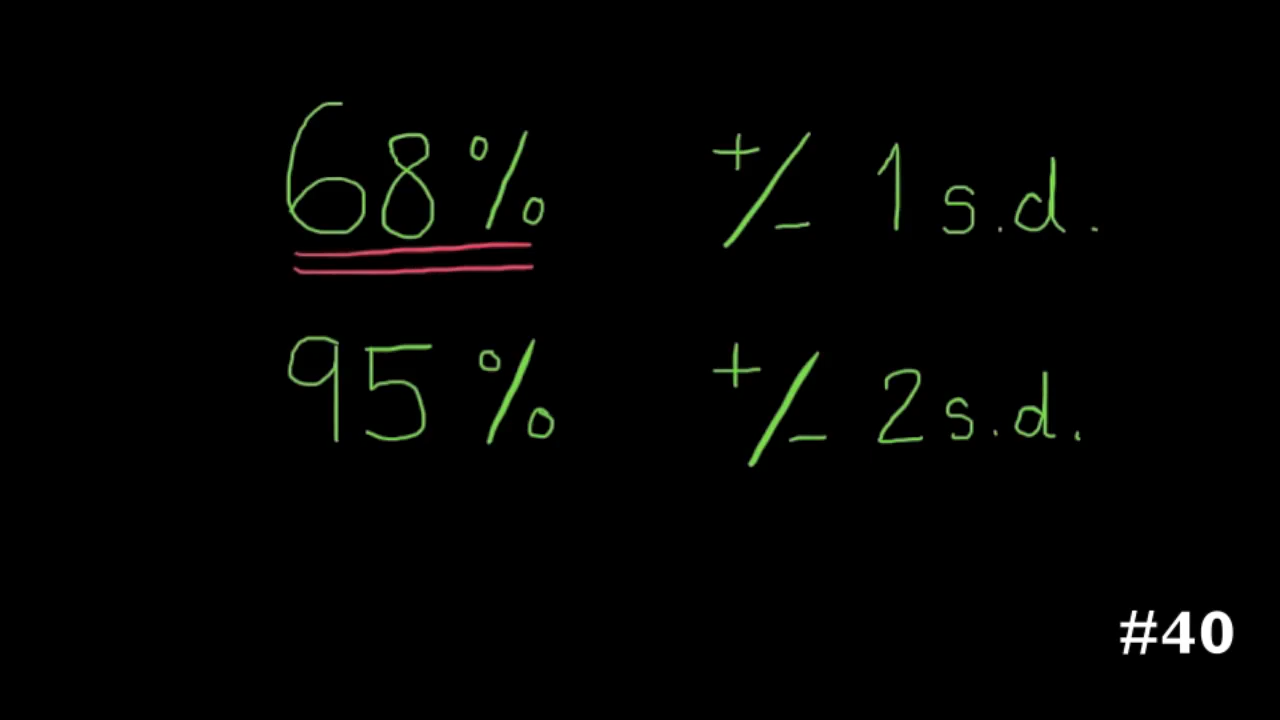 68% +/- 1 s.d.
95% +/- 2 s.d.
#40